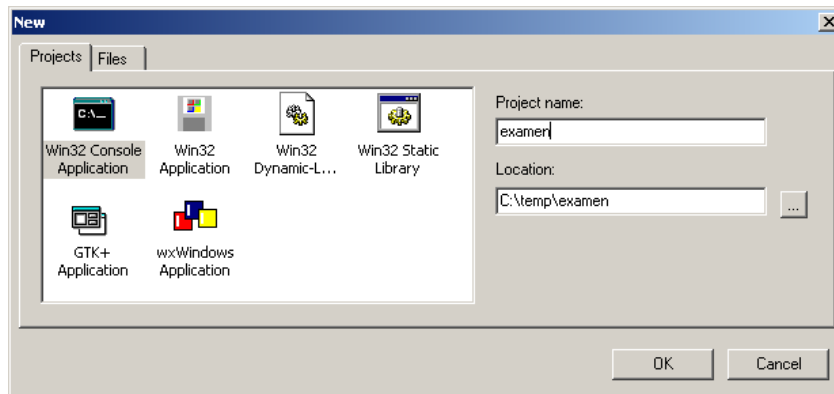 New
Projects
Files
C:\_
Win32 Console
Application
Win32
Application
Win32
Dynamic-L...
Win32 Static
Library
GTK+
Application
wxWindows
Application
Project name:
examen
Location:
C:\temp\examen
...
OK
Cancel